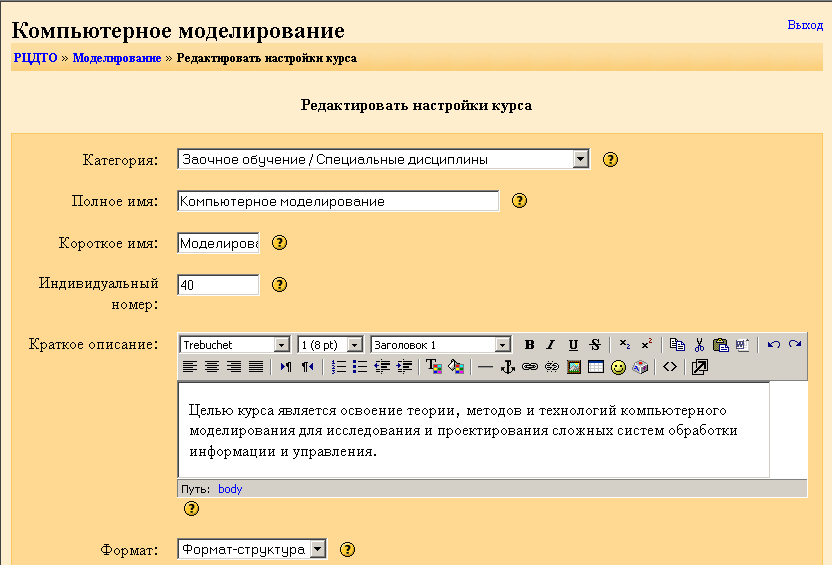 Компьютерное моделирование
Выход
РЦДТО » Моделирование » Редактировать настройки курса
Редактировать настройки курса
Категория: Заочное обучение / Специальные дисциплины ?
Полное имя: Компьютерное моделирование ?
Короткое имя: Моделирова ?
Индивидуальный
номер: 40 ?
Краткое описание: Trebuchet 1 (8 pt) Заголовок 1 B I U S x₂ x²
Целью курса является освоение теории, методов и технологий компьютерного
моделирования для исследования и проектирования сложных систем обработки
информации и управления.
Путь: body
?
Формат: Формат-структура ?